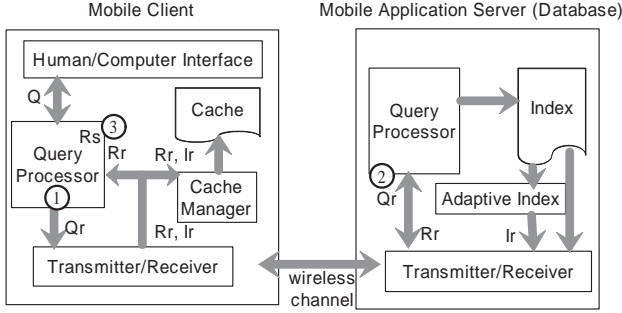 Mobile Client
Human/Computer Interface
Q
Cache
3
Rs
Rr
Query
Processor
1
Rr, Ir
Cache
Manager
Qr
Rr, Ir
Transmitter/Receiver
wireless
channel
Mobile Application Server (Database)
Query
Processor
Index
2
Qr
Adaptive Index
Rr
Ir
Transmitter/Receiver